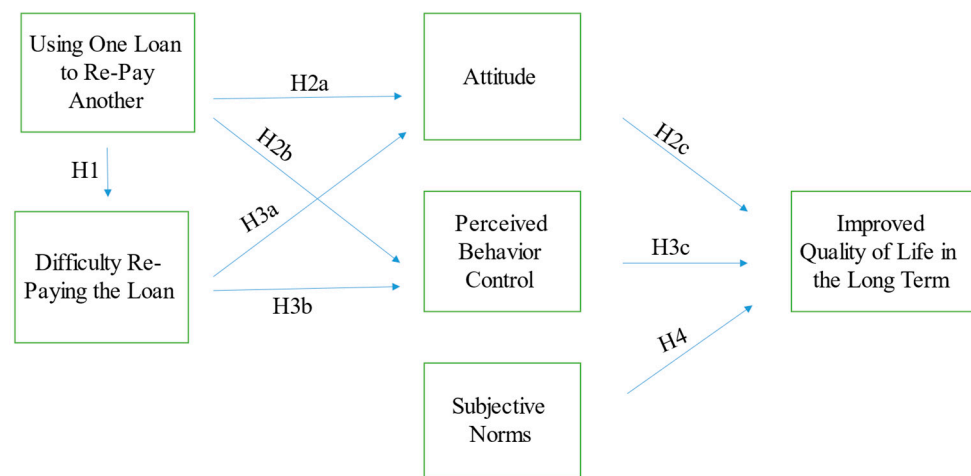 Using One Loan
to Re-Pay
Another
H1
Difficulty Re-
Paying the Loan
H2a
H2b
H3a
H3b
Attitude
Perceived
Behavior
Control
Subjective
Norms
H2c
H3c
H4
Improved
Quality of Life in
the Long Term